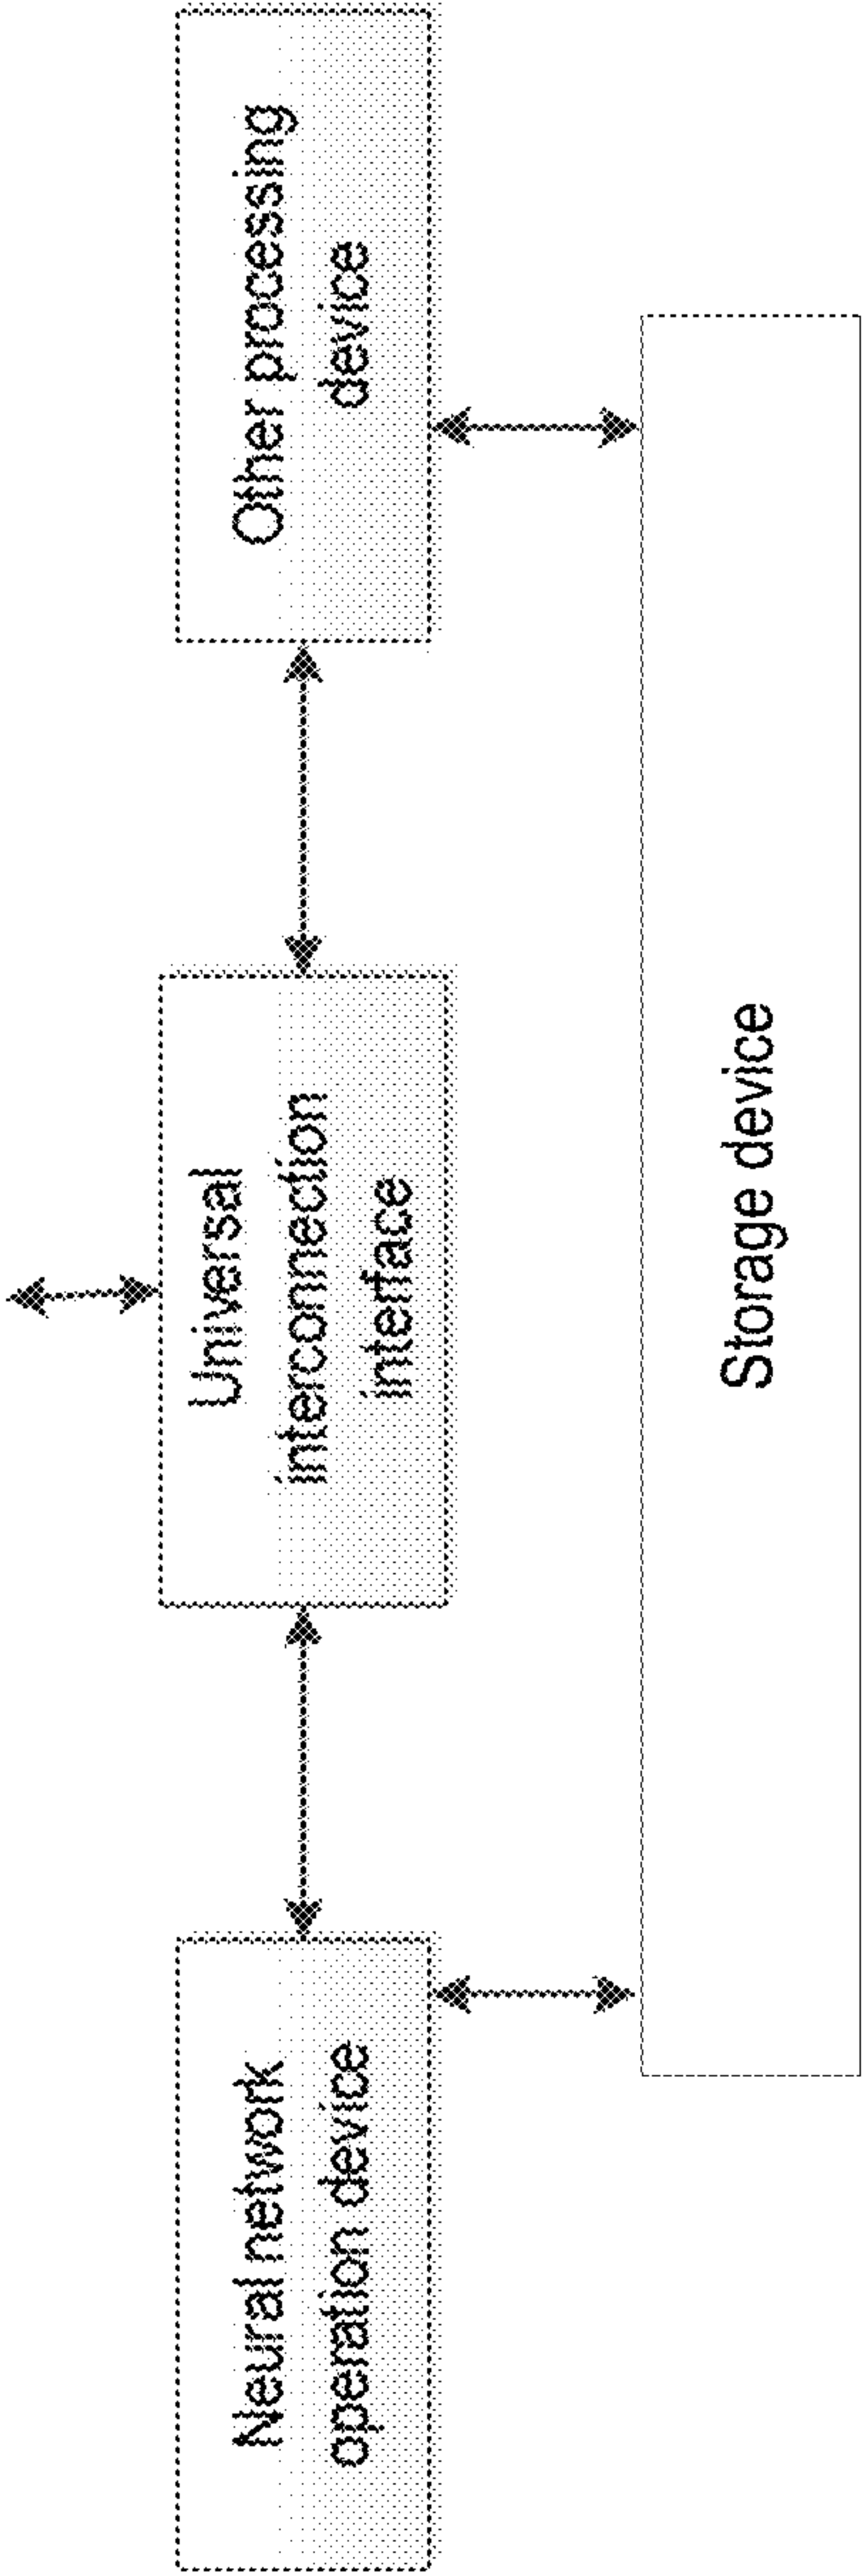 Neural network
operation device
Universal
interconnection
interface
Other processing
device
Storage device